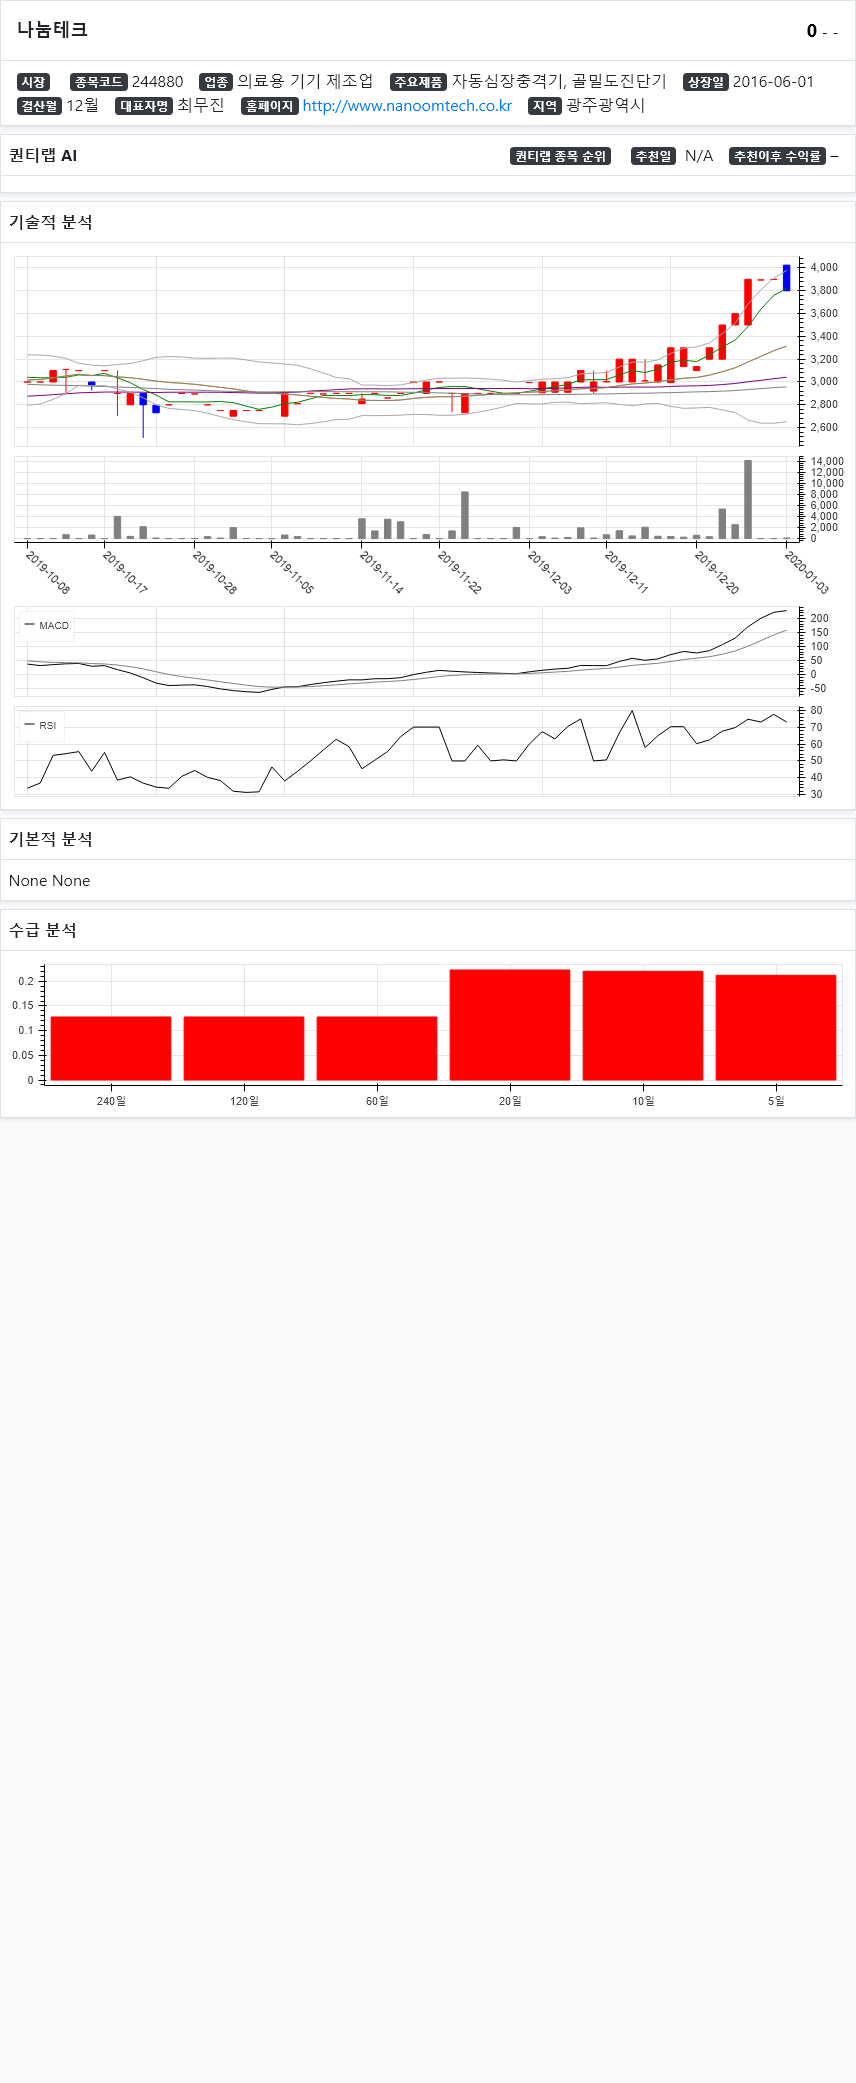 나눔테크 0 - -
시장 종목코드 244880 업종 의료용 기기 제조업 주요제품 자동심장충격기, 골밀도진단기 상장일 2016-06-01
결산월 12월 대표자명 최무진 홈페이지 http://www.nanoomtech.co.kr 지역 광주광역시
퀀티랩 AI 퀀티랩 종목 순위 추천일 N/A 추천이후 수익률 –
기술적 분석
4,000
3,800
3,600
3,400
3,200
3,000
2,800
2,600
14,000
12,000
10,000
8,000
6,000
4,000
2,000
0
2019-10-08 2019-10-17 2019-10-28 2019-11-05 2019-11-14 2019-11-22 2019-12-03 2019-12-11 2019-12-20 2020-01-03
MACD
200
150
100
50
0
-50
RSI
80
70
60
50
40
30
기본적 분석
None None
수급 분석
0.2
0.15
0.1
0.05
0
240일 120일 60일 20일 10일 5일